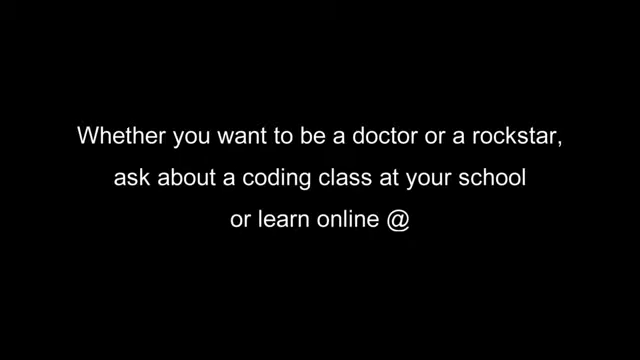 Whether you want to be a doctor or a rockstar,
ask about a coding class at your school
or learn online @